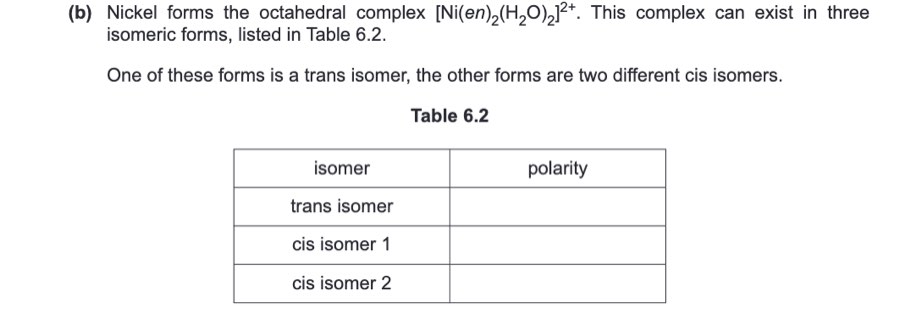 (b) Nickel forms the octahedral complex [Ni(en)₂(H₂O)₂]²⁺. This complex can exist in three
isomeric forms, listed in Table 6.2.
One of these forms is a trans isomer, the other forms are two different cis isomers.
Table 6.2
isomer polarity
trans isomer
cis isomer 1
cis isomer 2